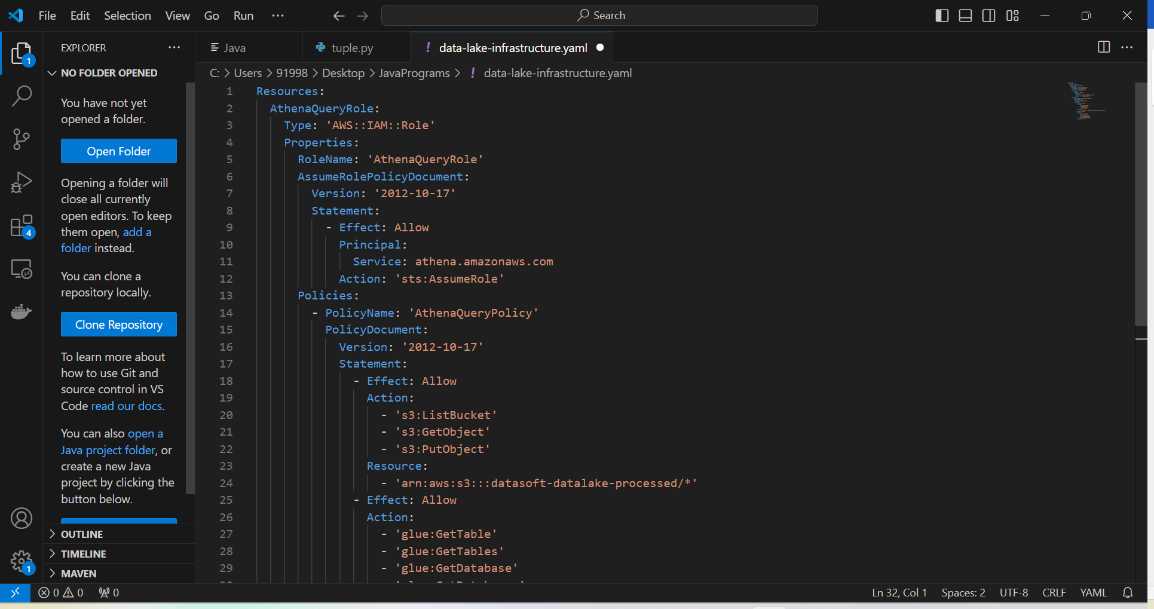 File Edit Selection View Go Run ··· Search
EXPLORER ···
NO FOLDER OPENED
You have not yet
opened a folder.
Open Folder
Opening a folder will
close all currently
open editors. To keep
them open, add a
folder instead.
You can clone a
repository locally.
Clone Repository
To learn more about
how to use Git and
source control in VS
Code read our docs.
You can also open a
Java project folder, or
create a new Java
project by clicking the
button below.
OUTLINE
TIMELINE
MAVEN
1
4
1
Java tuple.py ! data-lake-infrastructure.yaml
C: > Users > 91998 > Desktop > JavaPrograms > ! data-lake-infrastructure.yaml
1 Resources:
2 AthenaQueryRole:
3 Type: 'AWS::IAM::Role'
4 Properties:
5 RoleName: 'AthenaQueryRole'
6 AssumeRolePolicyDocument:
7 Version: '2012-10-17'
8 Statement:
9 - Effect: Allow
10 Principal:
11 Service: athena.amazonaws.com
12 Action: 'sts:AssumeRole'
13 Policies:
14 - PolicyName: 'AthenaQueryPolicy'
15 PolicyDocument:
16 Version: '2012-10-17'
17 Statement:
18 - Effect: Allow
19 Action:
20 - 's3:ListBucket'
21 - 's3:GetObject'
22 - 's3:PutObject'
23 Resource:
24 - 'arn:aws:s3:::datasoft-datalake-processed/*'
25 - Effect: Allow
26 Action:
27 - 'glue:GetTable'
28 - 'glue:GetTables'
29 - 'glue:GetDatabase'
0 0 0 Ln 32, Col 1 Spaces: 2 UTF-8 CRLF YAML